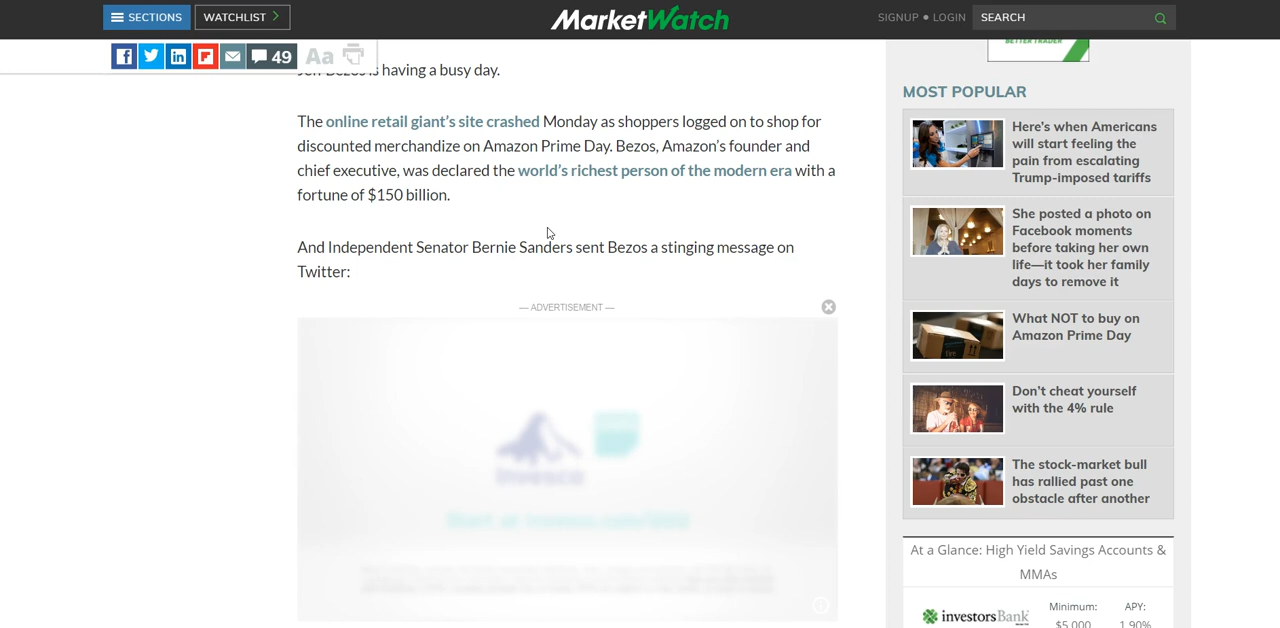 SECTIONS
WATCHLIST
MarketWatch
SIGNUP • LOGIN
SEARCH
49
Aa
having a busy day.
The online retail giant's site crashed Monday as shoppers logged on to shop for
discounted merchandize on Amazon Prime Day. Bezos, Amazon's founder and
chief executive, was declared the world's richest person of the modern era with a
fortune of $150 billion.
And Independent Senator Bernie Sanders sent Bezos a stinging message on
Twitter:
— ADVERTISEMENT —
invesco
BETTER TRADER
MOST POPULAR
Here's when Americans
will start feeling the
pain from escalating
Trump-imposed tariffs
She posted a photo on
Facebook moments
before taking her own
life—it took her family
days to remove it
What NOT to buy on
Amazon Prime Day
Don't cheat yourself
with the 4% rule
The stock-market bull
has rallied past one
obstacle after another
At a Glance: High Yield Savings Accounts &
MMAs
investorsBank
Minimum:
$5,000
APY:
1.90%